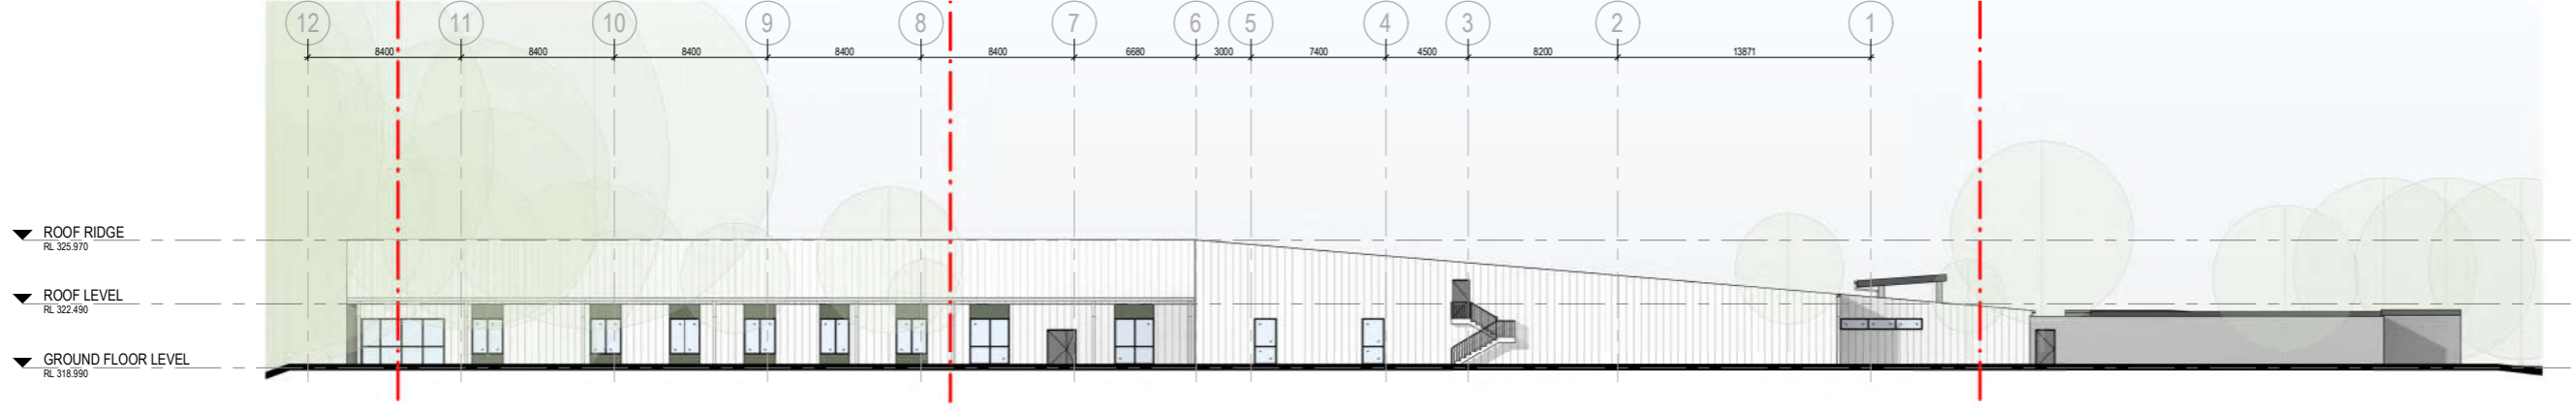 12 11 10 9 8 7 6 5 4 3 2 1
8400 8400 8400 8400 8400 6680 3000 7400 4500 8200 13871
ROOF RIDGE
RL 325.970
ROOF LEVEL
RL 322.490
GROUND FLOOR LEVEL
RL 318.990